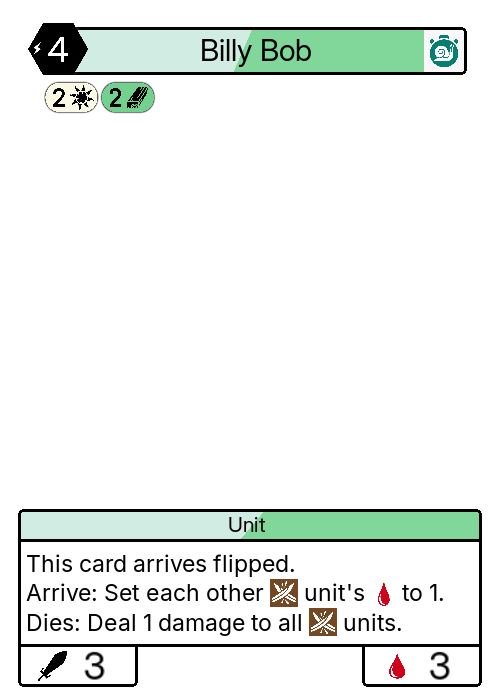 4 Billy Bob
2 2
Unit
This card arrives flipped.
Arrive: Set each other unit's to 1.
Dies: Deal 1 damage to all units.
3 3